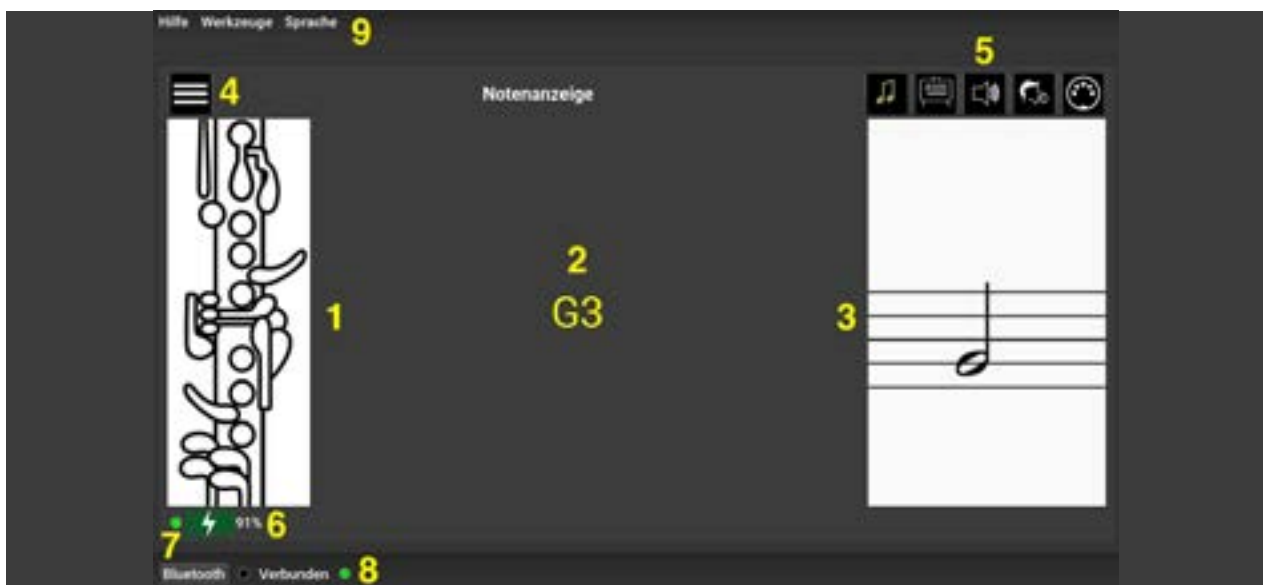 Hilfe Werkzeuge Sprache 9
4 Notenanzeige 5
2
1 G3 3
91% 6
7
Bluetooth Verbunden 8